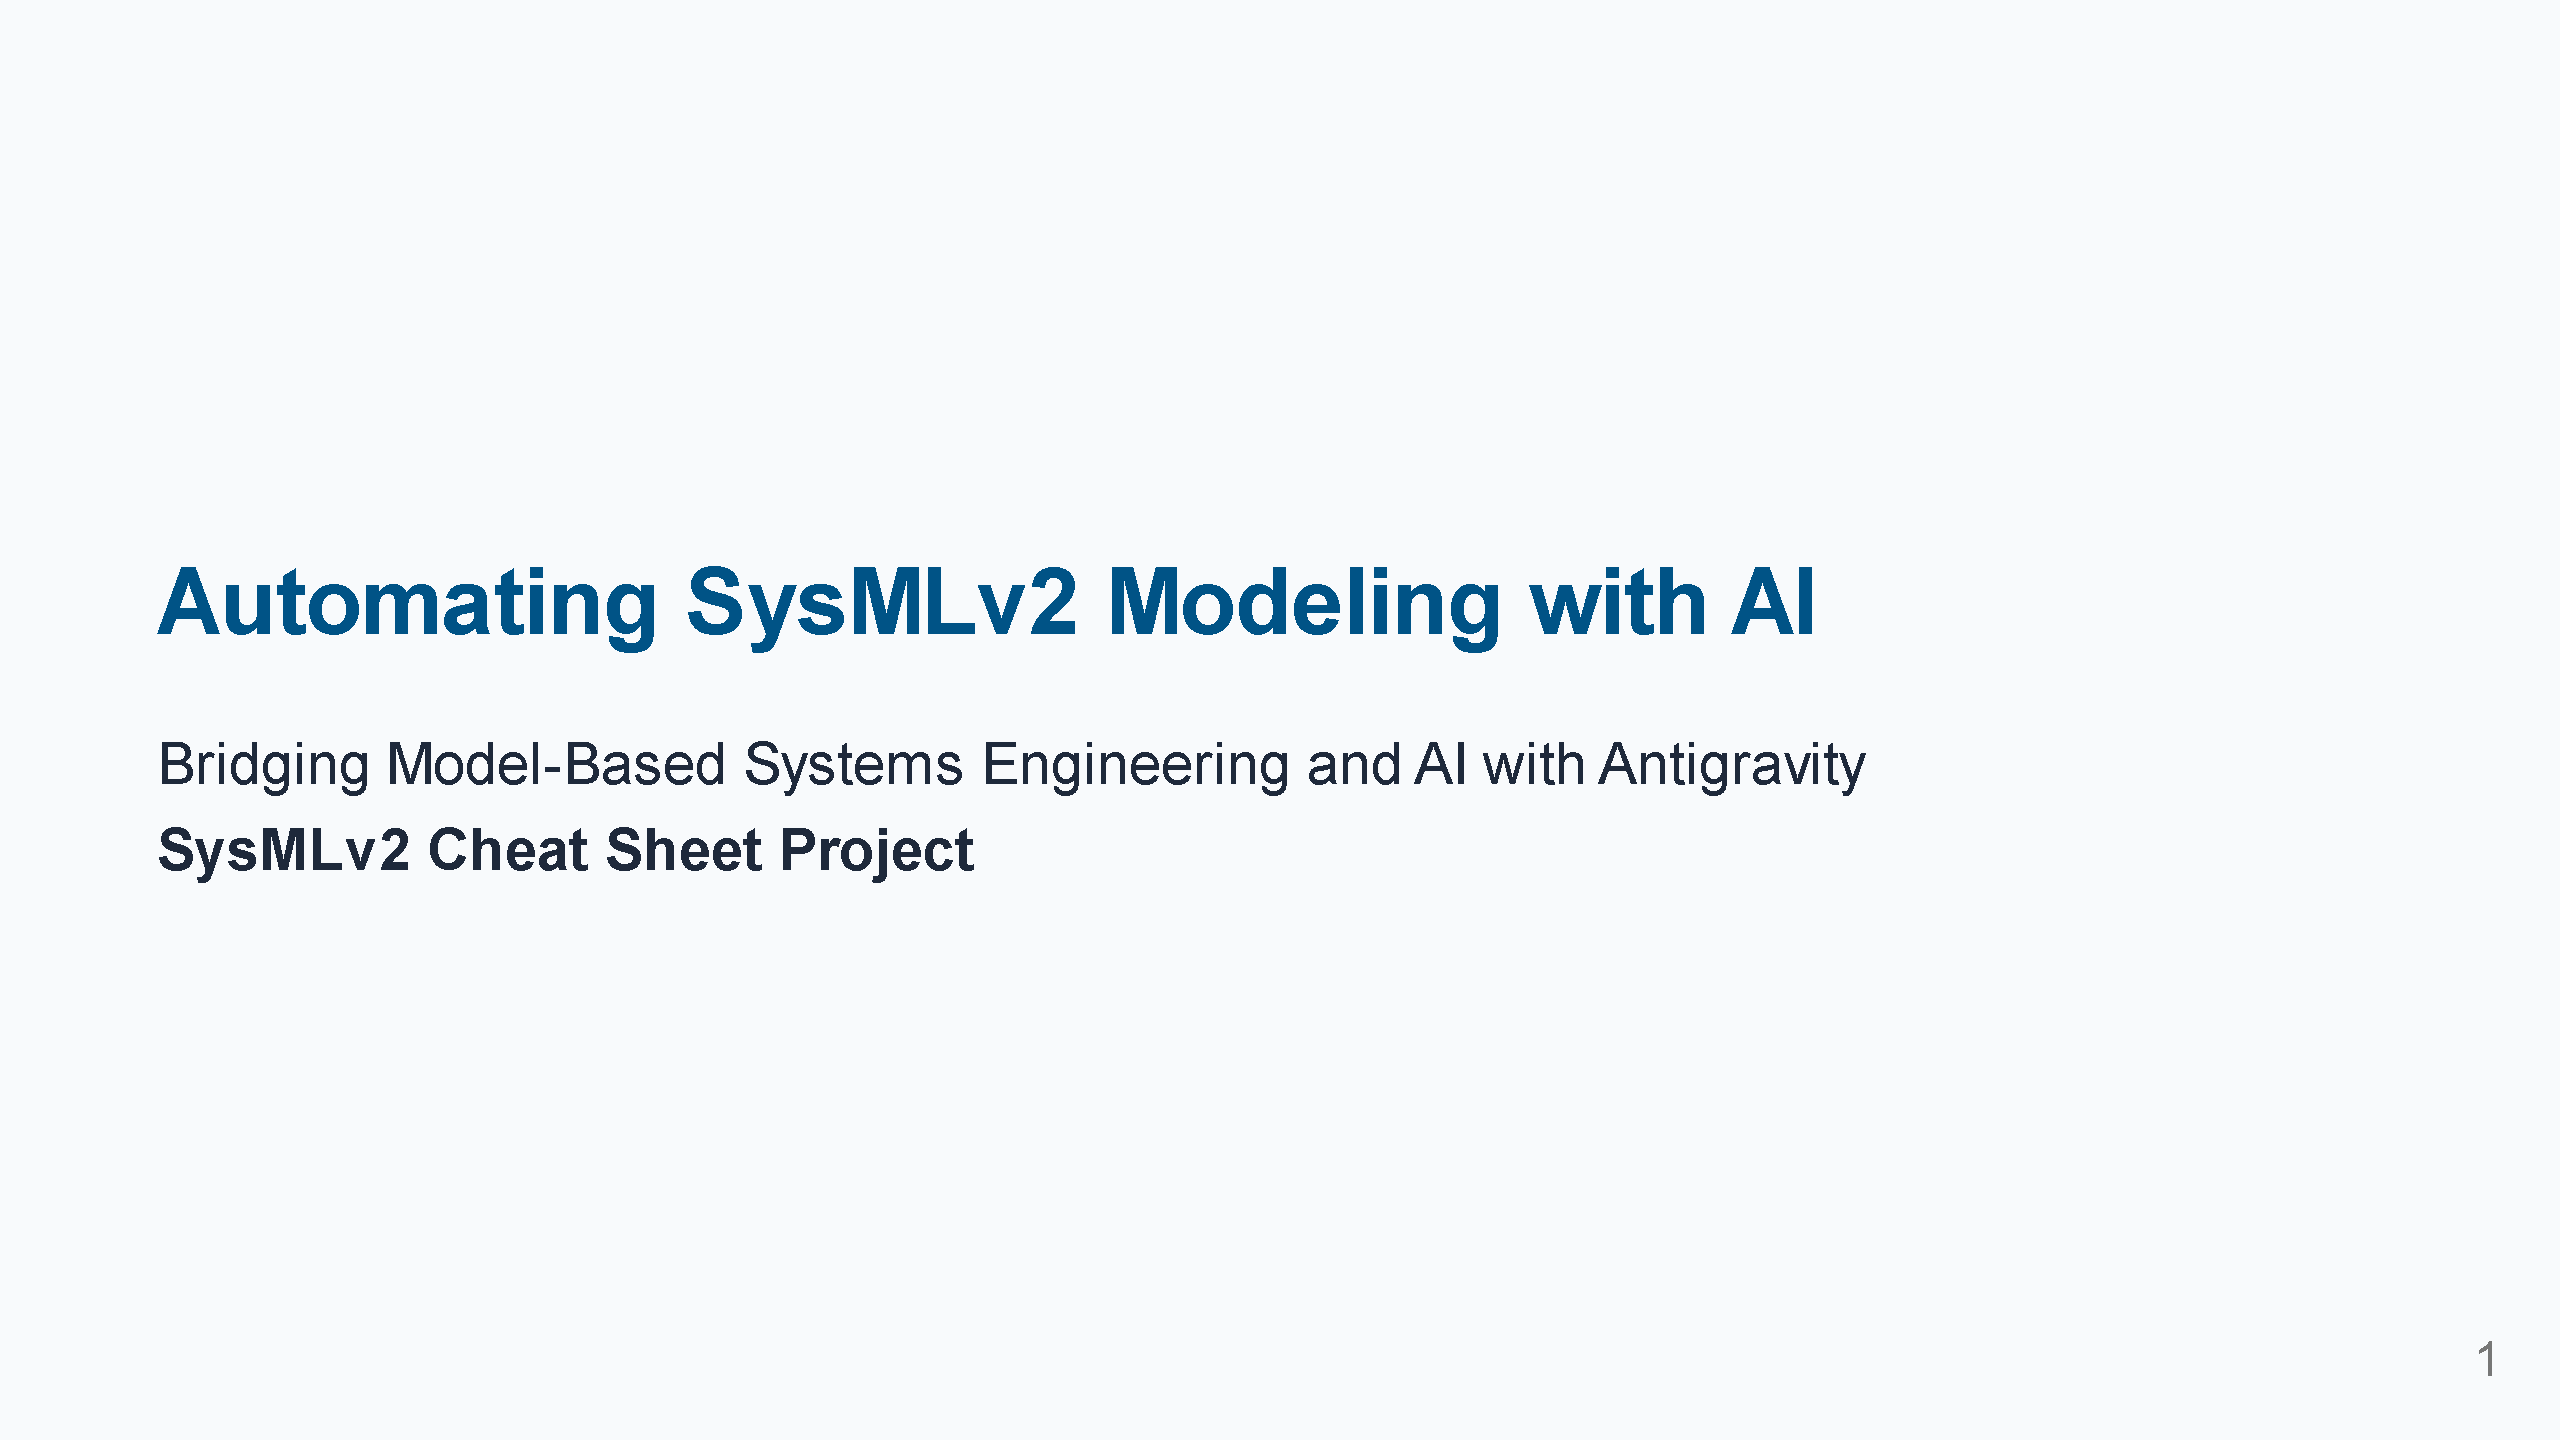 Automating SysMLv2 Modeling with AI
Bridging Model-Based Systems Engineering and AI with Antigravity
SysMLv2 Cheat Sheet Project
1